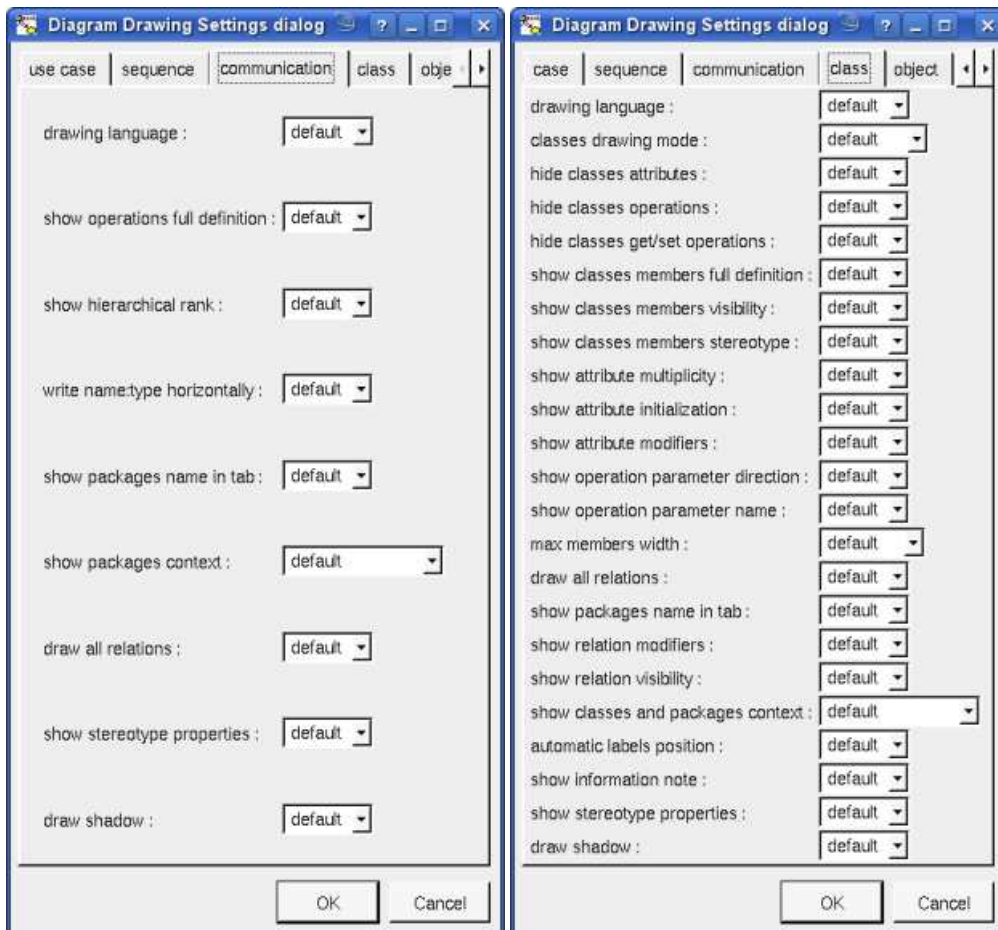 Diagram Drawing Settings dialog
use case sequence communication class obje
drawing language : default
show operations full definition : default
show hierarchical rank : default
write name:type horizontally : default
show packages name in tab : default
show packages context : default
draw all relations : default
show stereotype properties : default
draw shadow : default
OK Cancel
Diagram Drawing Settings dialog
case sequence communication class object
drawing language : default
classes drawing mode : default
hide classes attributes : default
hide classes operations : default
hide classes get/set operations : default
show classes members full definition : default
show classes members visibility : default
show classes members stereotype : default
show attribute multiplicity : default
show attribute initialization : default
show attribute modifiers : default
show operation parameter direction : default
show operation parameter name : default
max members width : default
draw all relations : default
show packages name in tab : default
show relation modifiers : default
show relation visibility : default
show classes and packages context : default
automatic labels position : default
show information note : default
show stereotype properties : default
draw shadow : default
OK Cancel